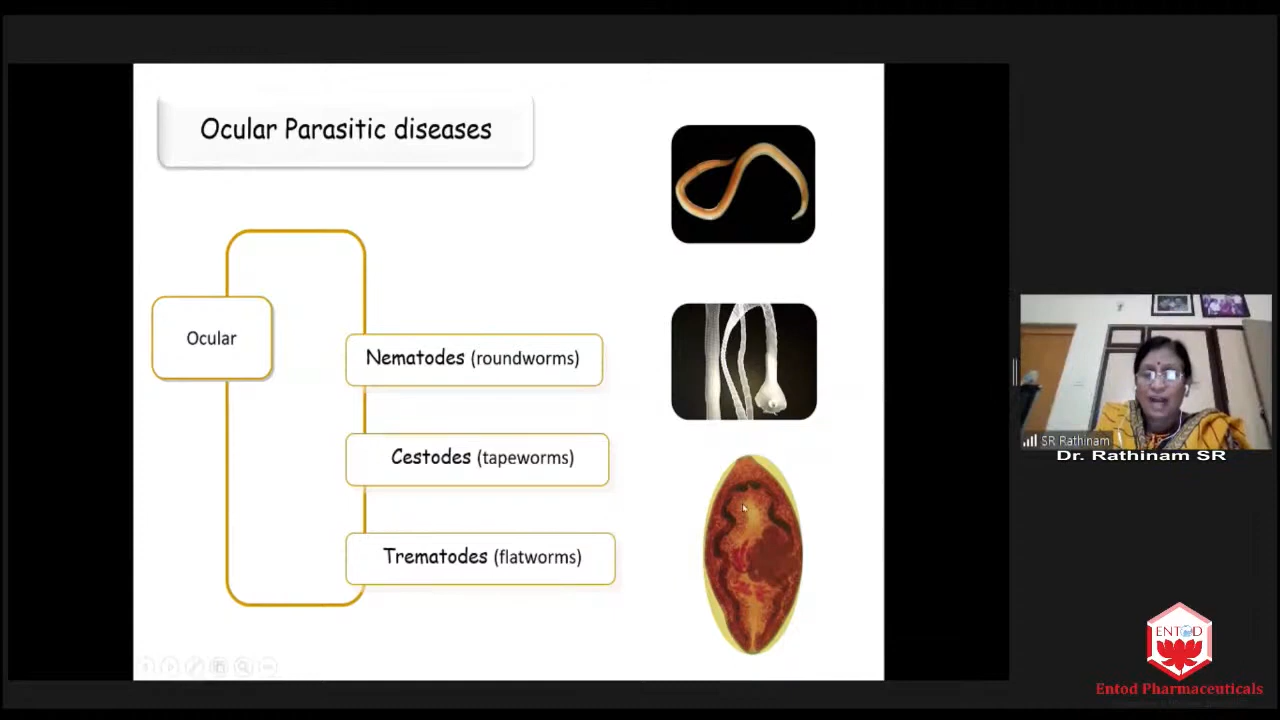 Ocular Parasitic diseases
Ocular
Nematodes (roundworms)
Cestodes (tapeworms)
Trematodes (flatworms)
SR Rathinam
Dr. Rathinam SR
ENTOD
Entod Pharmaceuticals